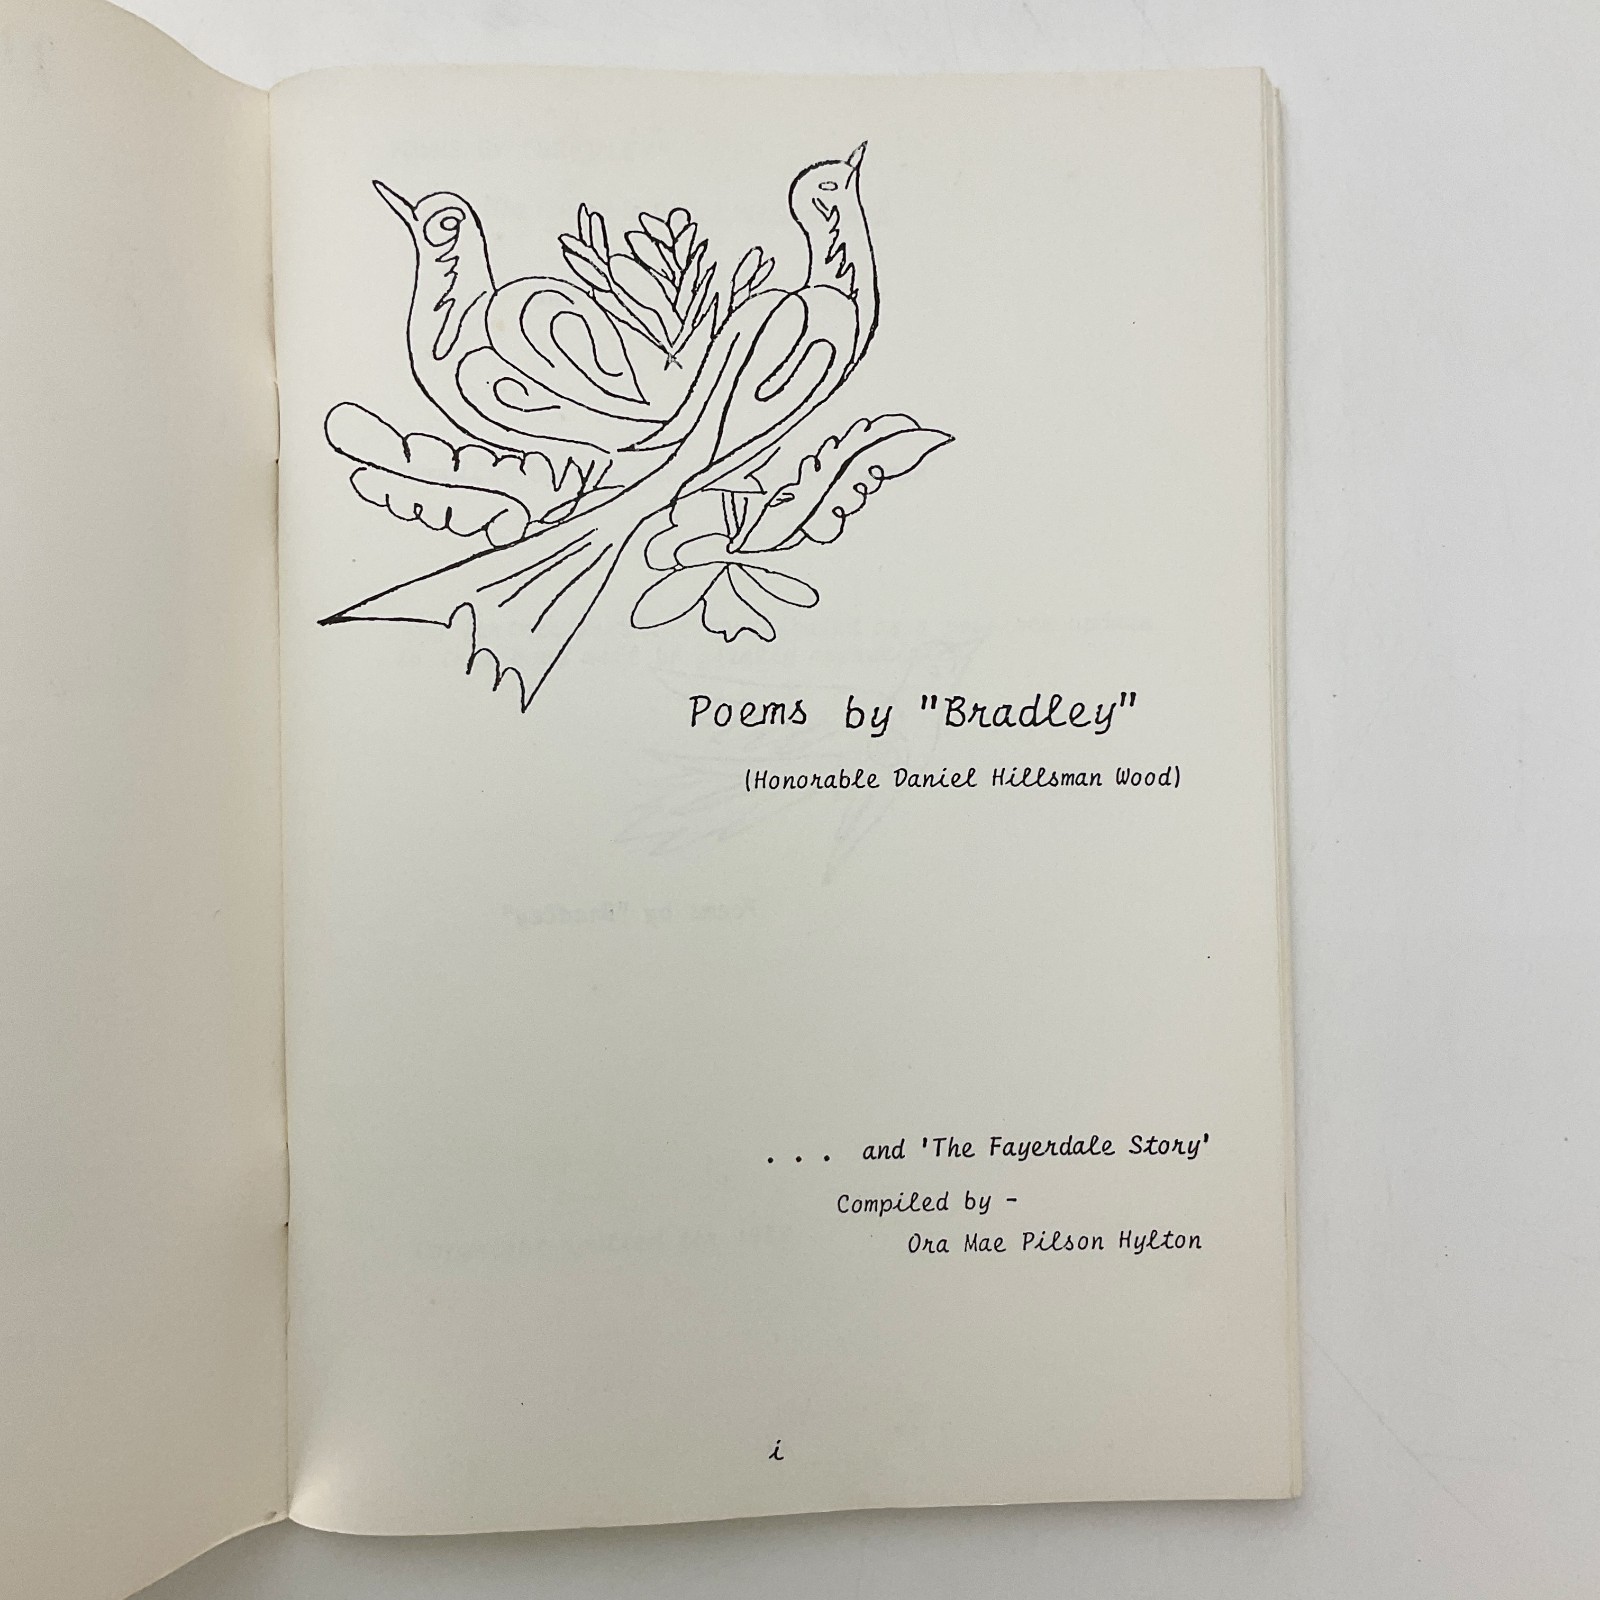 Poems by "Bradley"
(Honorable Daniel Hillsman Wood)
. . . and 'The Fayerdale Story'
Compiled by -
Ora Mae Pilson Hylton
i